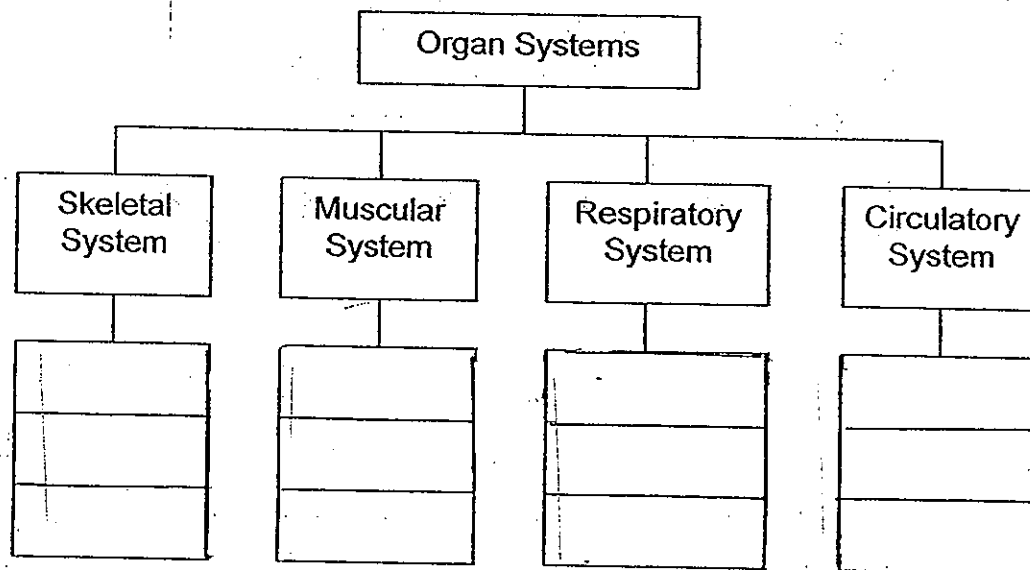 Organ Systems
Skeletal
System
Muscular
System
Respiratory
System
Circulatory
System